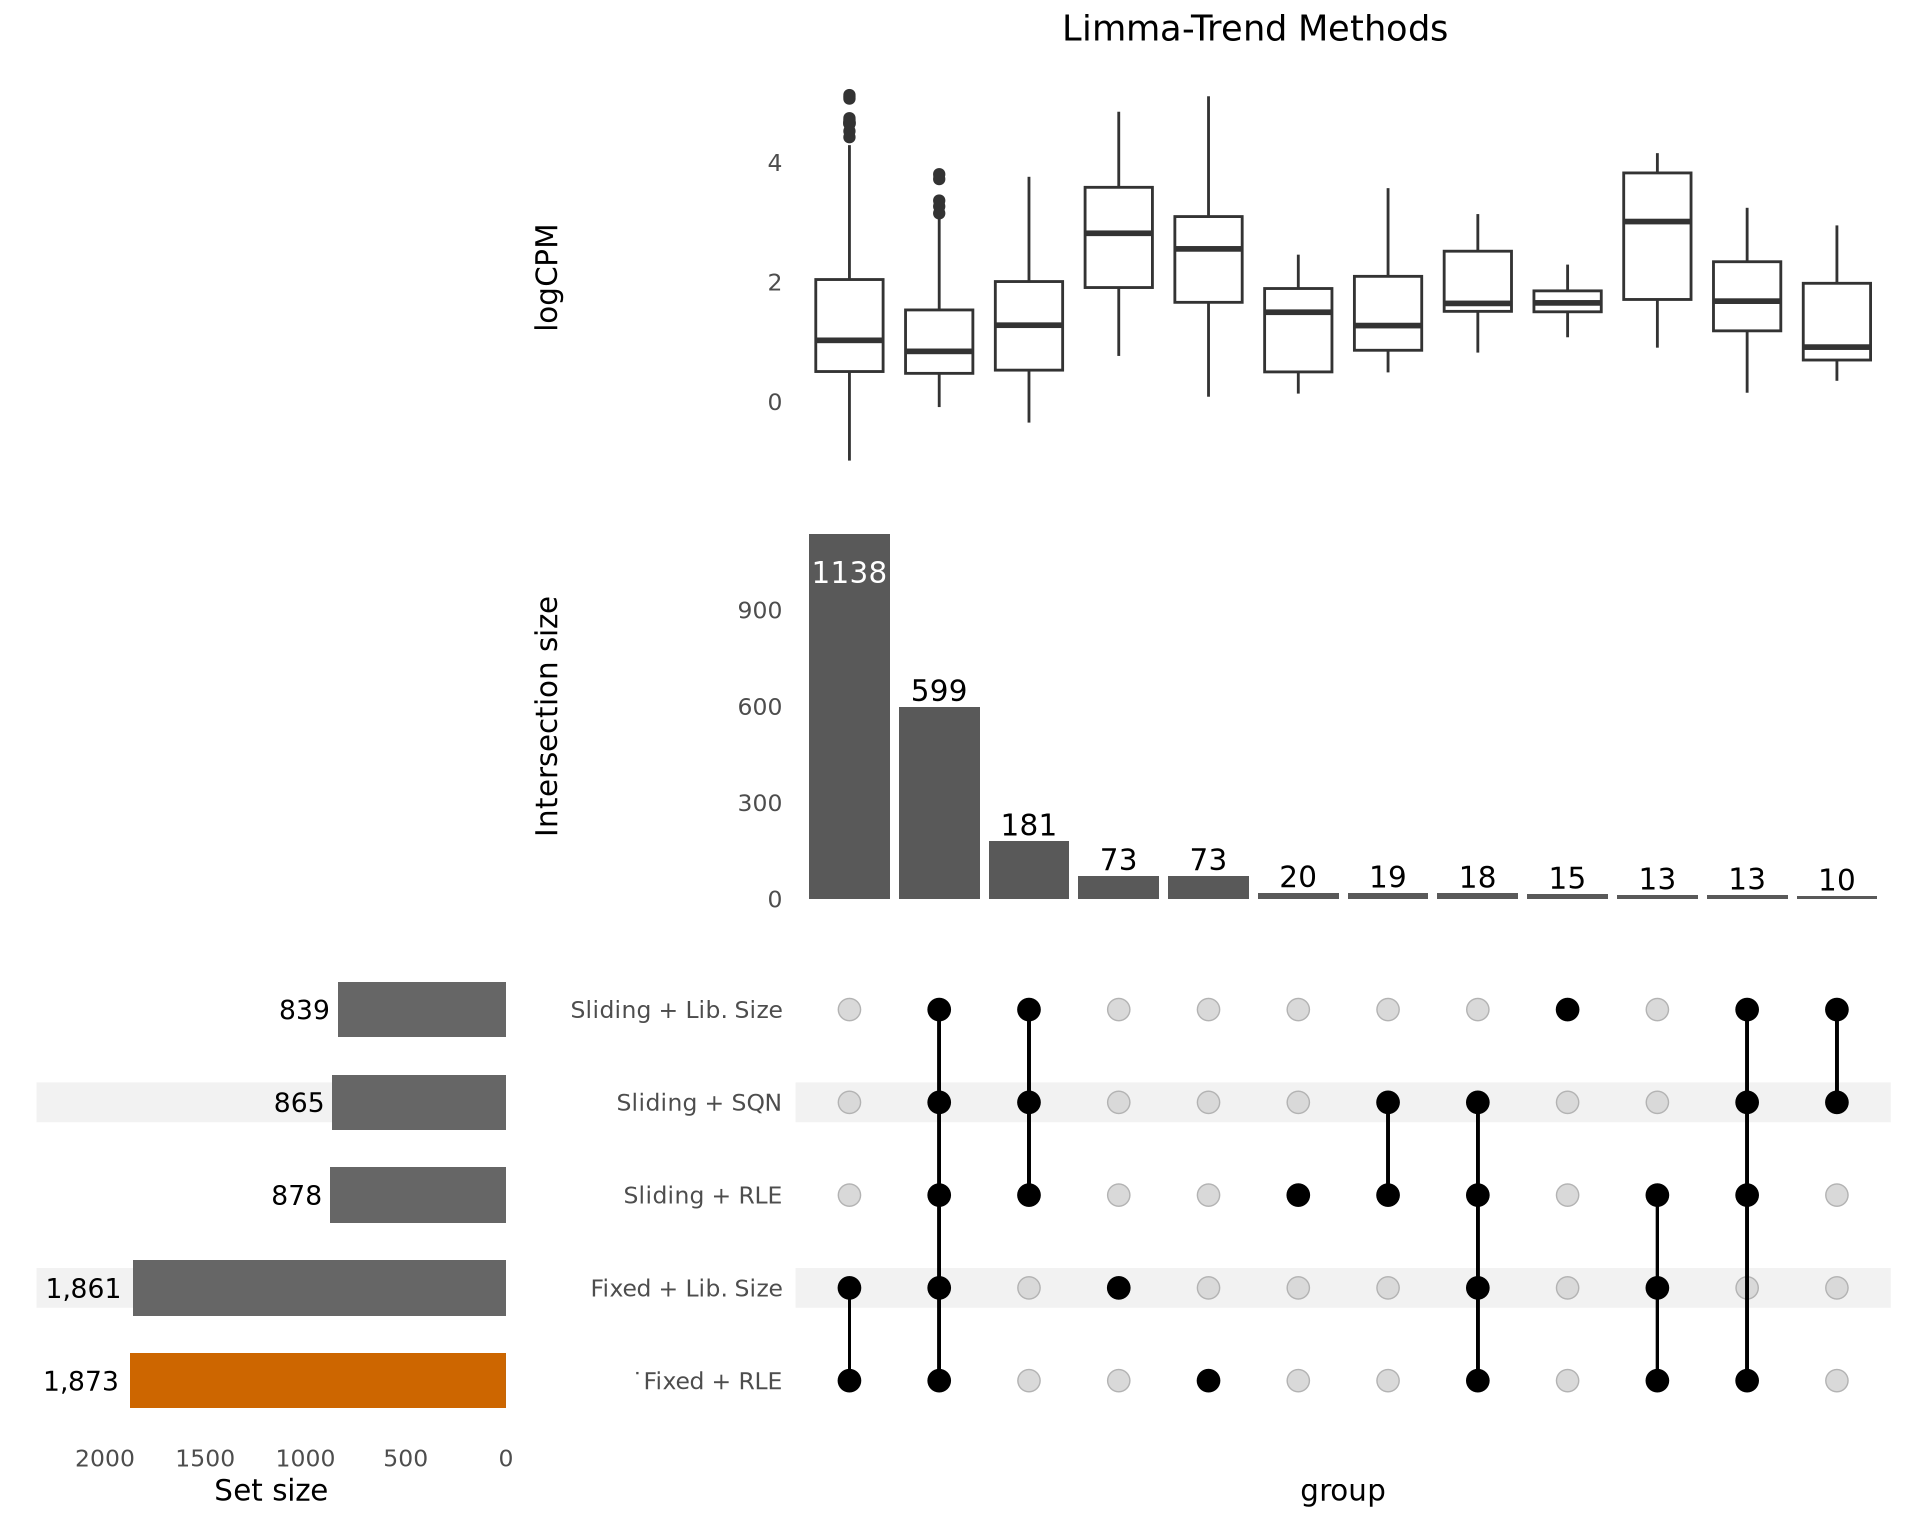 Limma-Trend Methods
logCPM
4
2
0
Intersection size
900
600
300
0
1138
599
181
73
73
20
19
18
15
13
13
10
839
Sliding + Lib. Size
865
Sliding + SQN
878
Sliding + RLE
1,861
Fixed + Lib. Size
1,873
Fixed + RLE
2000 1500 1000 500 0
Set size
group